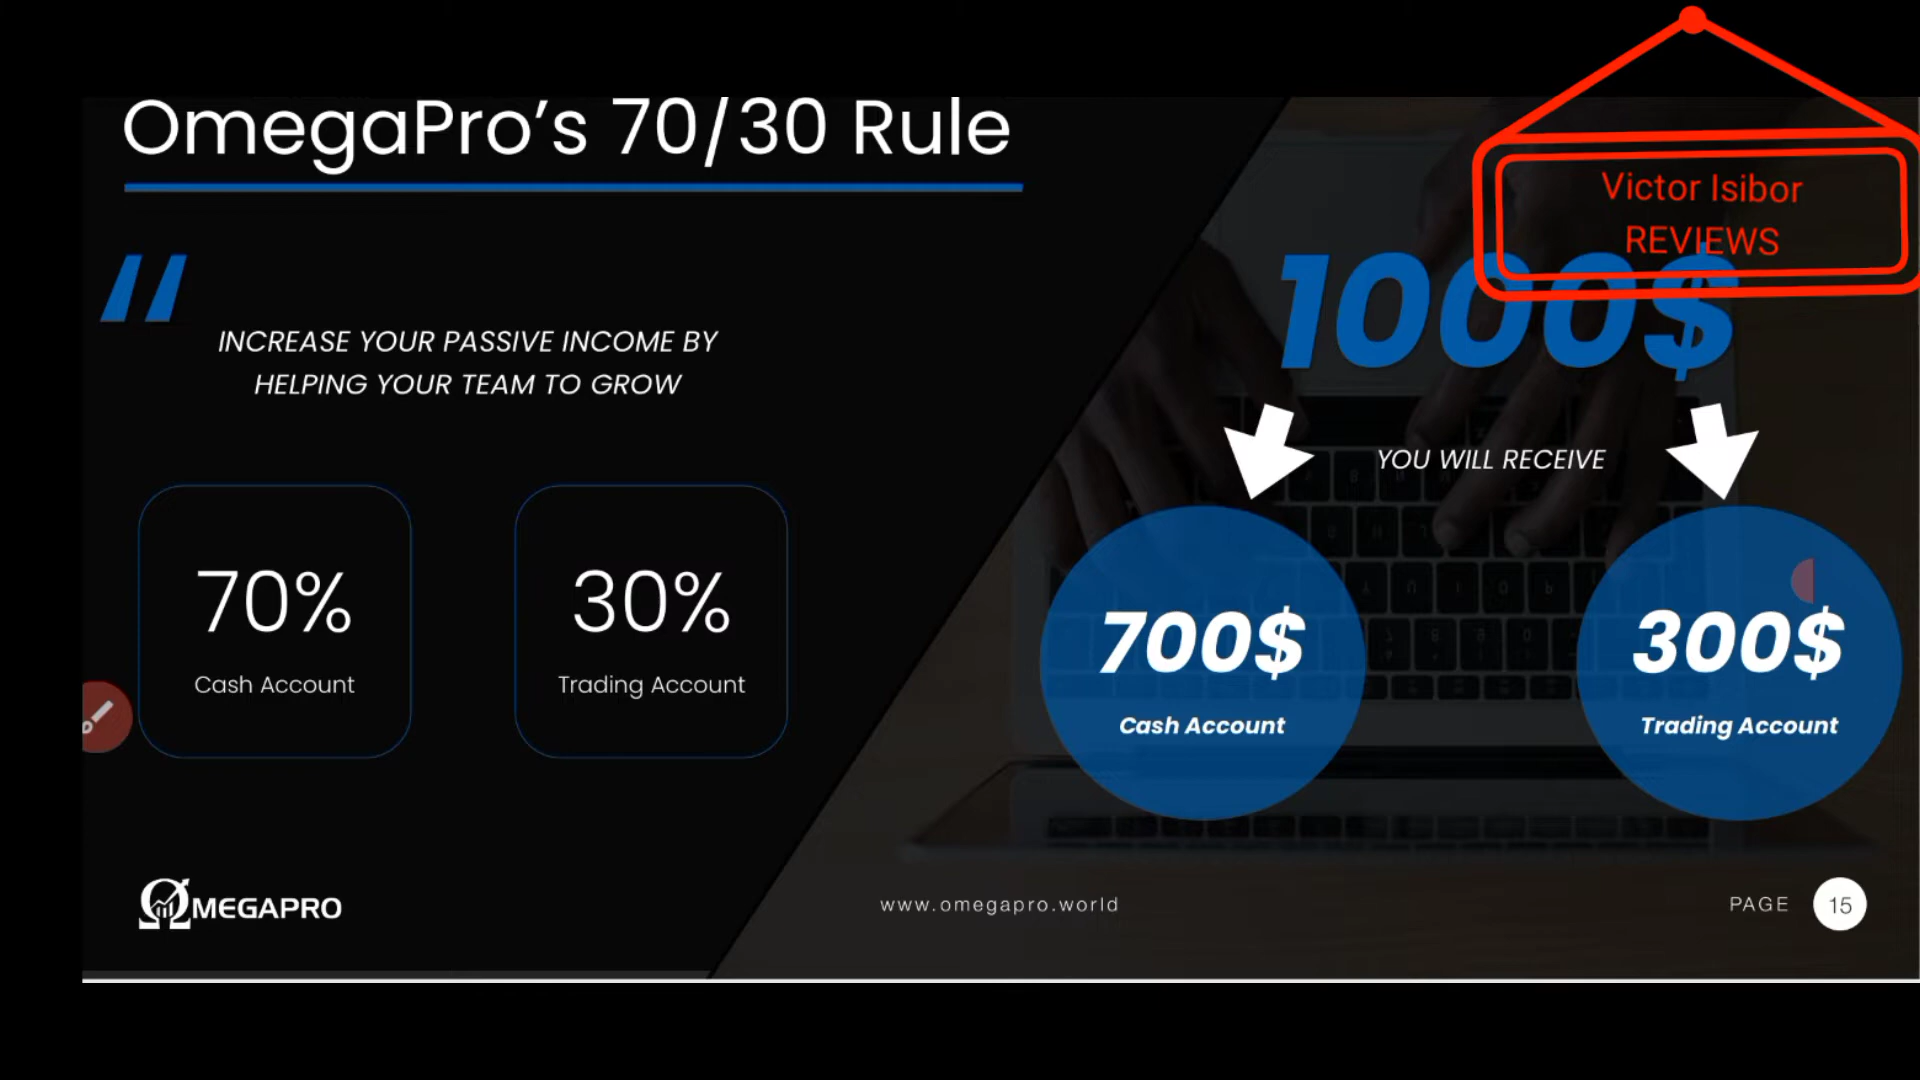 OmegaPro's 70/30 Rule
Victor Isibor
REVIEWS
INCREASE YOUR PASSIVE INCOME BY
HELPING YOUR TEAM TO GROW
1000$
YOU WILL RECEIVE
70%
Cash Account
30%
Trading Account
700$
Cash Account
300$
Trading Account
ΩMEGAPRO
www.omegapro.world
PAGE 15